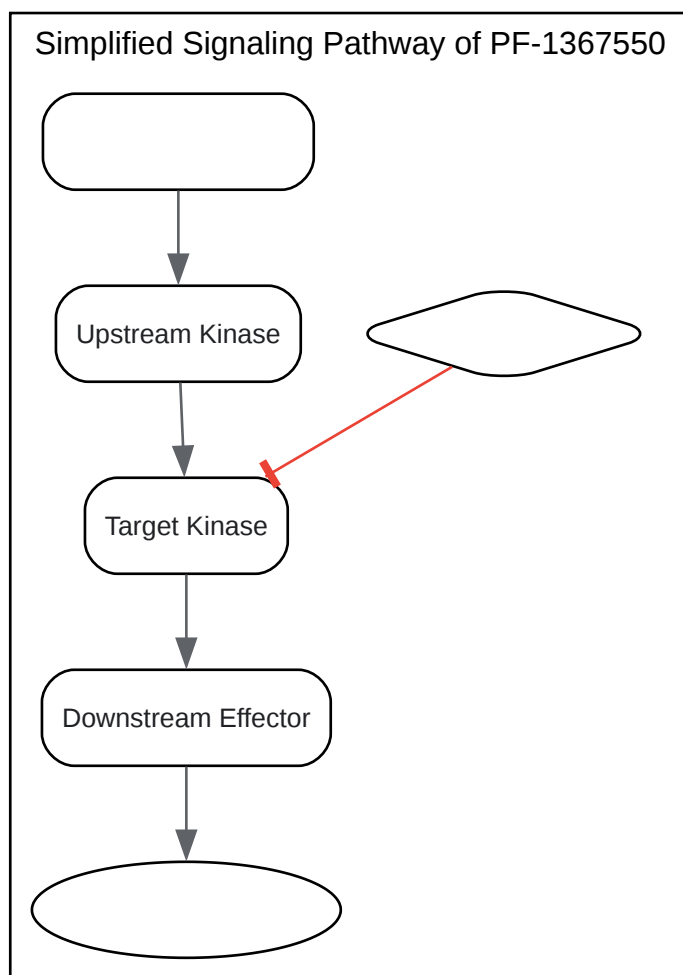 Simplified Signaling Pathway of PF-1367550
Upstream Kinase
Target Kinase
Downstream Effector